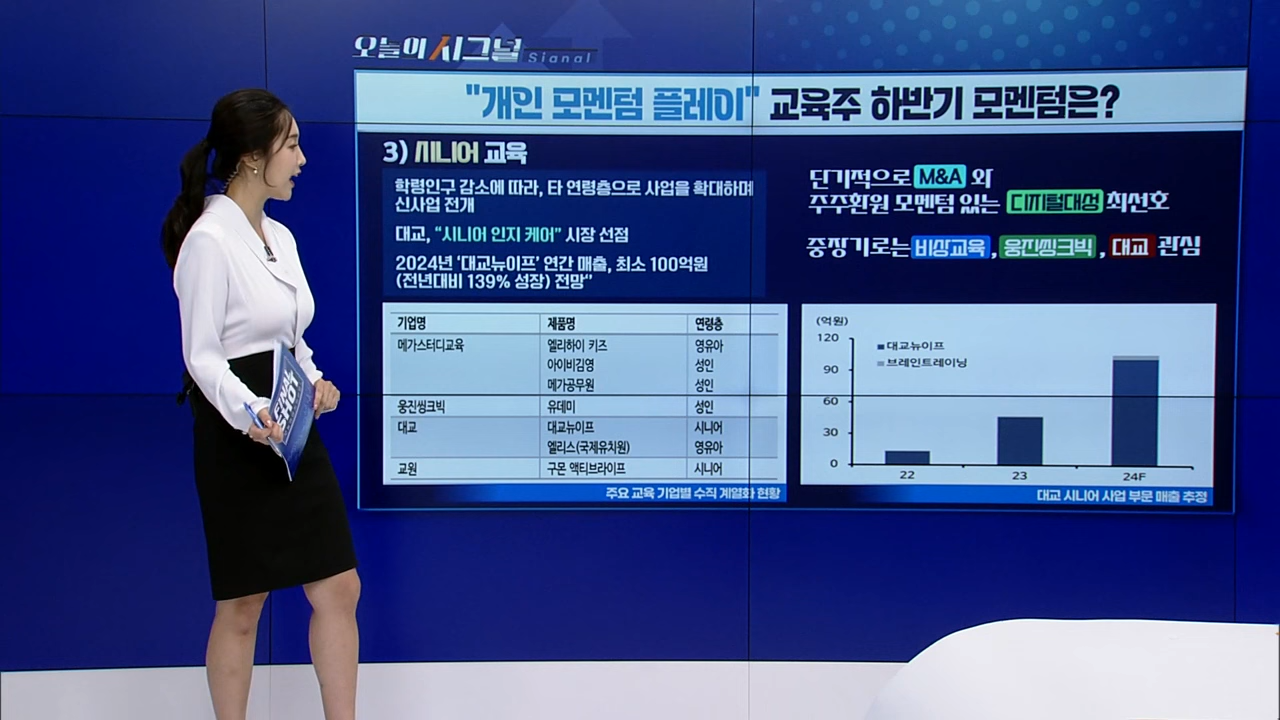 오늘의 시그널 Signal
"개인 모멘텀 플레이" 교육주 하반기 모멘텀은?
3) 시니어 교육
학령인구 감소에 따라, 타 연령층으로 사업을 확대하며
신사업 전개
대교, “시니어 인지 케어” 시장 선점
2024년 ‘대교뉴이프’ 연간 매출, 최소 100억원
(전년대비 139% 성장) 전망”
단기적으로 M&A 와
주주환원 모멘텀 있는 디지털대성 최선호
중장기로는 비상교육 , 웅진씽크빅 , 대교 관심
기업명 제품명 연령층
메가스터디교육 엘리하이 키즈 영유아
아이비김영 성인
메가공무원 성인
웅진씽크빅 유데미 성인
대교 대교뉴이프 시니어
엘리스(국제유치원) 영유아
교원 구몬 액티브라이프 시니어
주요 교육 기업별 수직 계열화 현황
(억원)
120
90
60
30
0
대교뉴이프
브레인트레이닝
22 23 24F
대교 시니어 사업 부문 매출 추정